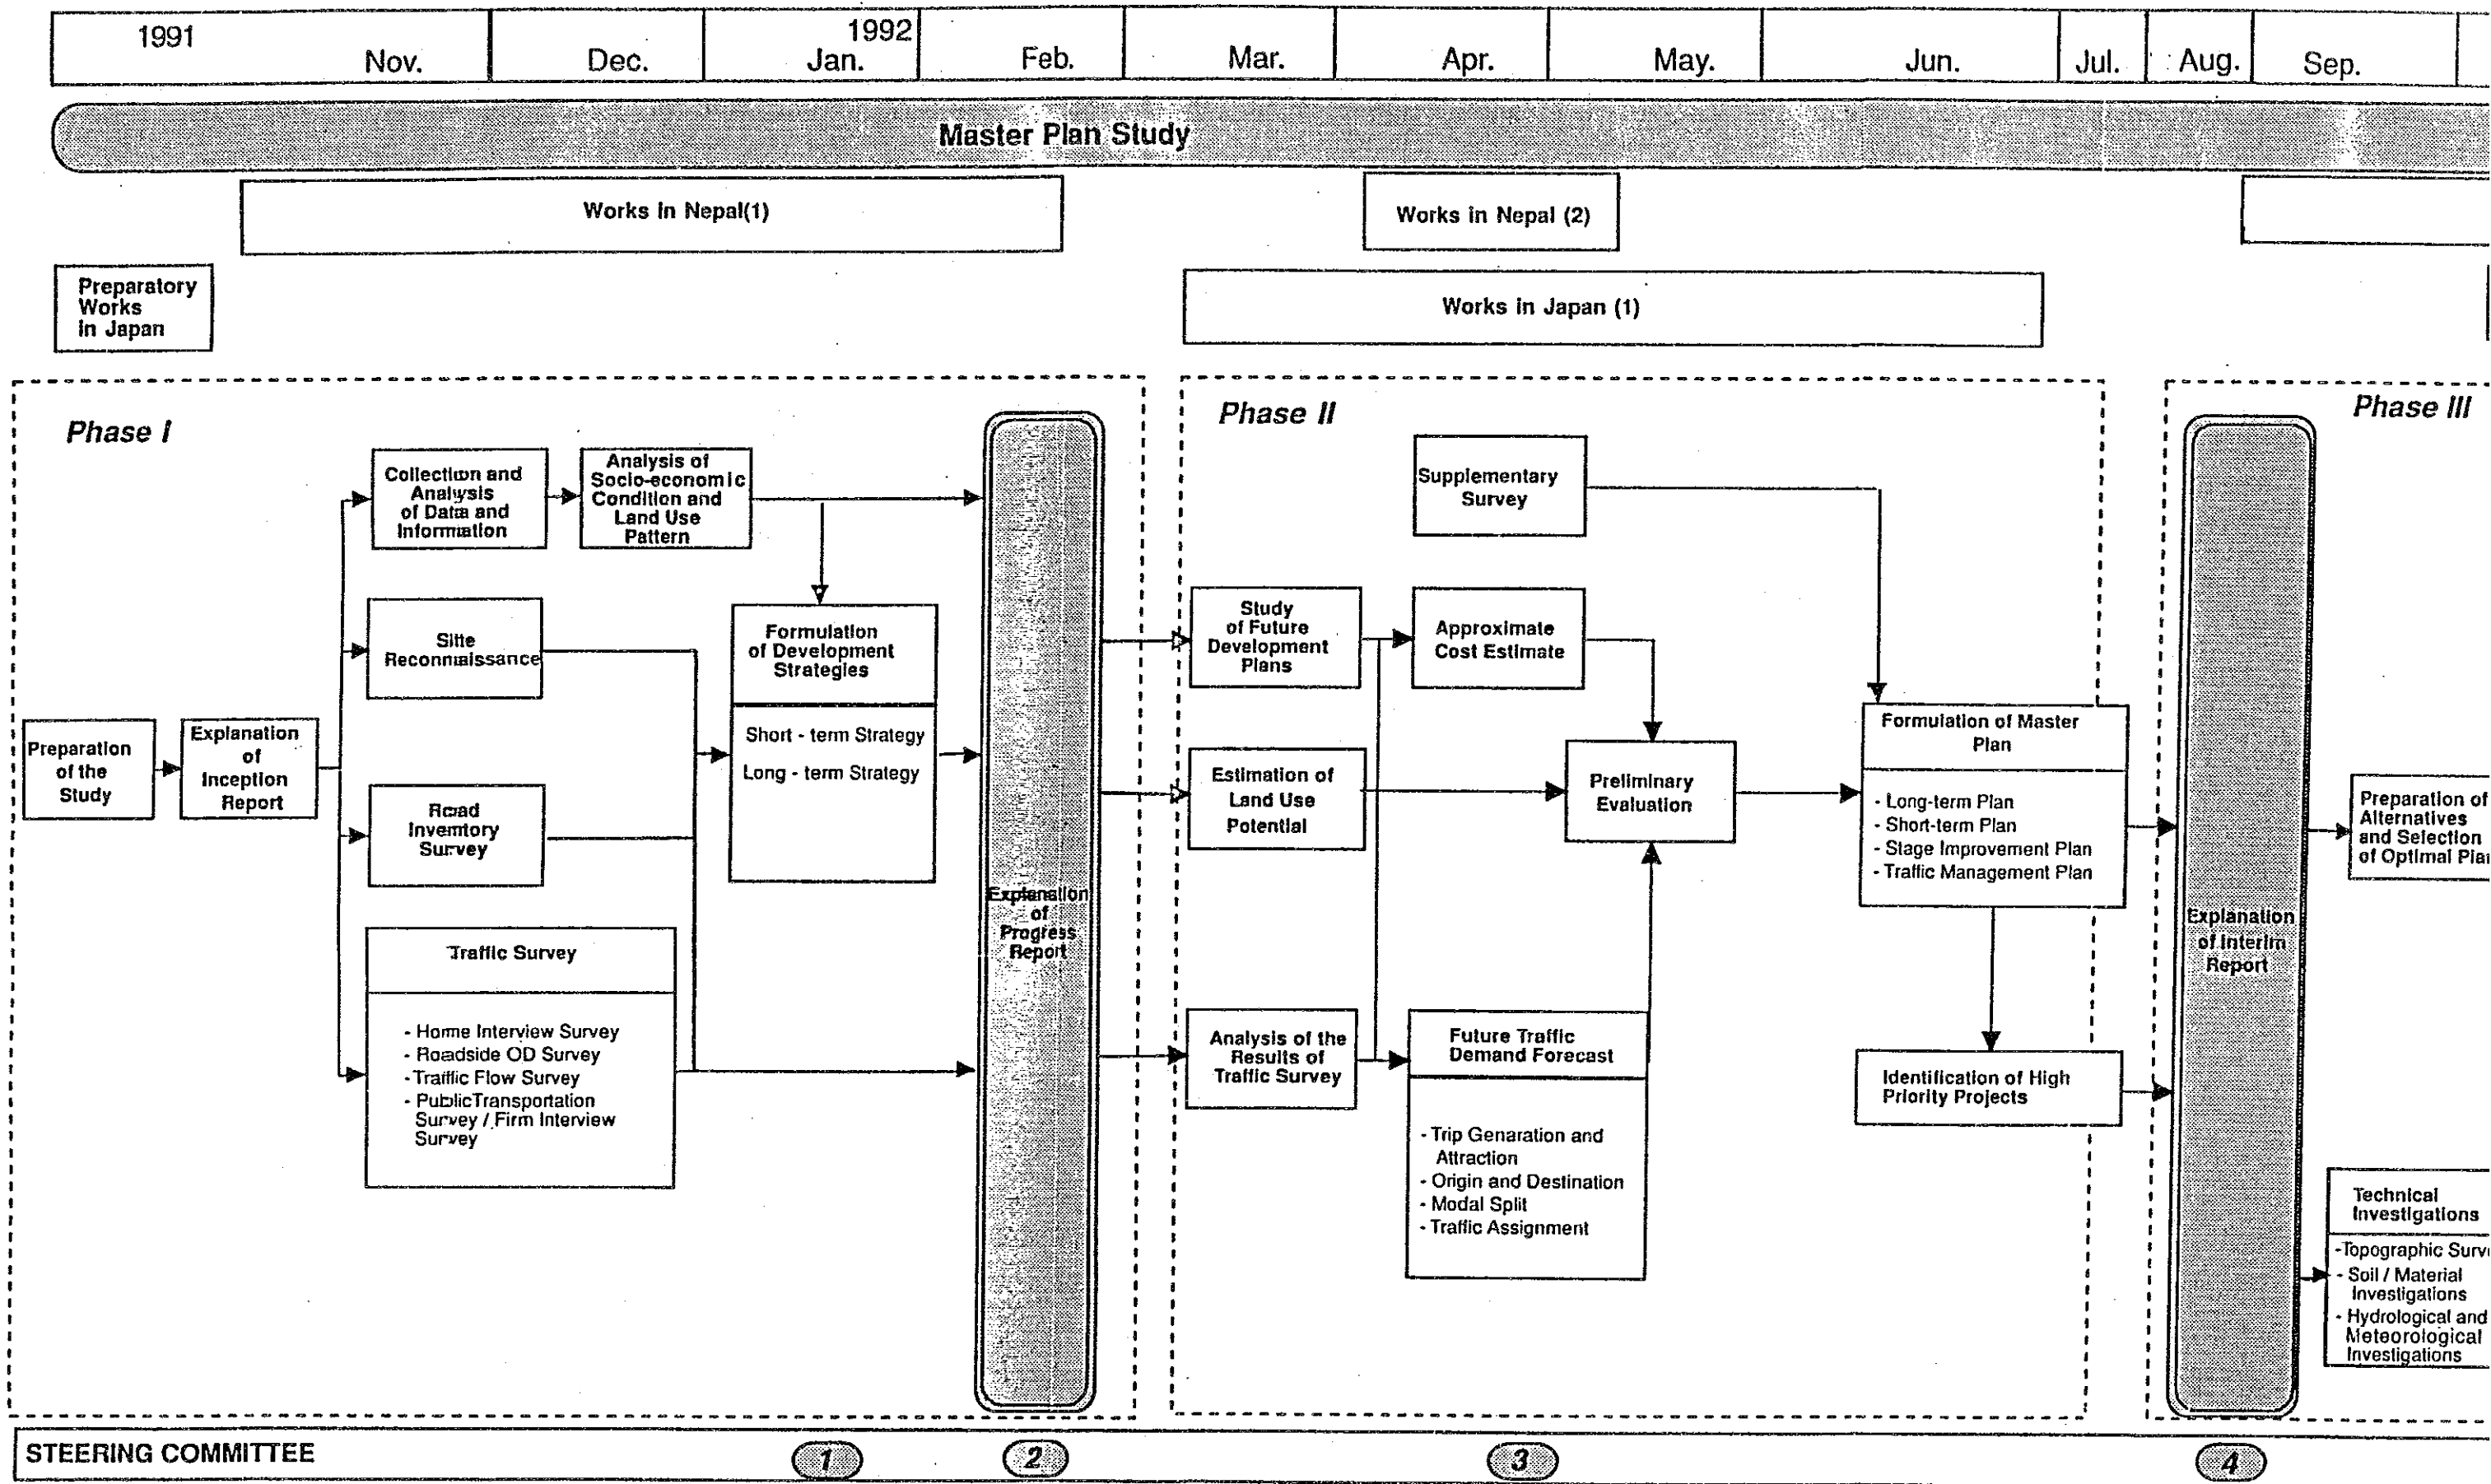 1991
1992
Nov.
Dec.
Jan.
Feb.
Mar.
Apr.
May.
Jun.
Jul.
Aug.
Sep.
Master Plan Study
Works in Nepal(1)
Works in Nepal (2)
Preparatory
Works
in Japan
Works in Japan (1)
Phase I
Preparation
of the
Study
Explanation
of
Inception
Report
Collection and
Analysis
of Data and
Information
Analysis of
Socio-economic
Condition and
Land Use
Pattern
Site
Reconnaissance
Road
Inventory
Survey
Traffic Survey
- Home Interview Survey
- Roadside OD Survey
- Traffic Flow Survey
- PublicTransportation
Survey / Firm Interview
Survey
Formulation
of Development
Strategies
Short - term Strategy
Long - term Strategy
Explanation
of
Progress
Report
Phase II
Supplementary
Survey
Study
of Future
Development
Plans
Approximate
Cost Estimate
Estimation of
Land Use
Potential
Preliminary
Evaluation
Analysis of the
Results of
Traffic Survey
Future Traffic
Demand Forecast
- Trip Genaration and
Attraction
- Origin and Destination
- Modal Split
- Traffic Assignment
Formulation of Master
Plan
- Long-term Plan
- Short-term Plan
- Stage Improvement Plan
- Traffic Management Plan
Identification of High
Priority Projects
Phase III
Explanation
of Interim
Report
Preparation of
Alternatives
and Selection
of Optimal
Technical
Investigations
-Topographic
- Soil / Material
Investigations
- Hydrological and
Meteorological
Investigations
STEERING COMMITTEE
1
2
3
4